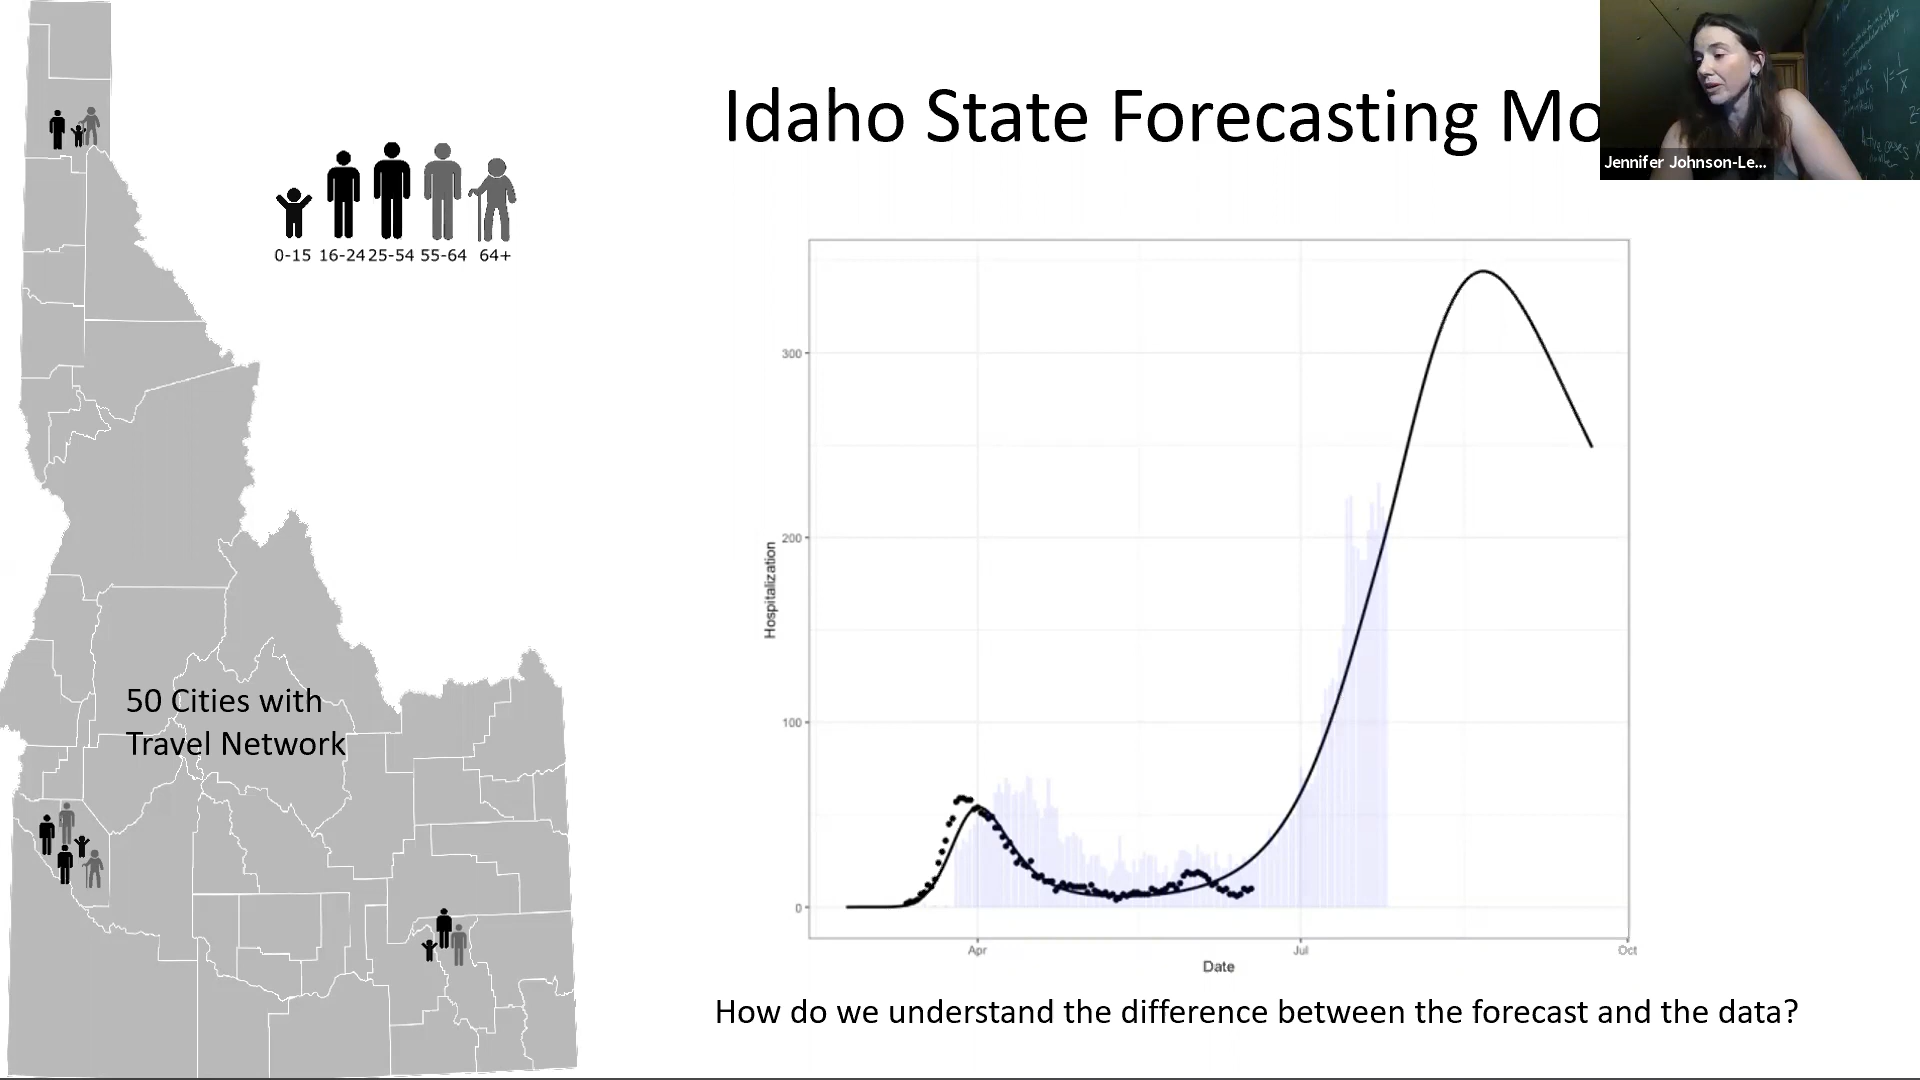 Idaho State Forecasting Mo
Jennifer Johnson-Le...
Y=1/x
0-15 16-24 25-54 55-64 64+
50 Cities with
Travel Network
Hospitalization
300
200
100
0
Apr Jul Oct
Date
How do we understand the difference between the forecast and the data?